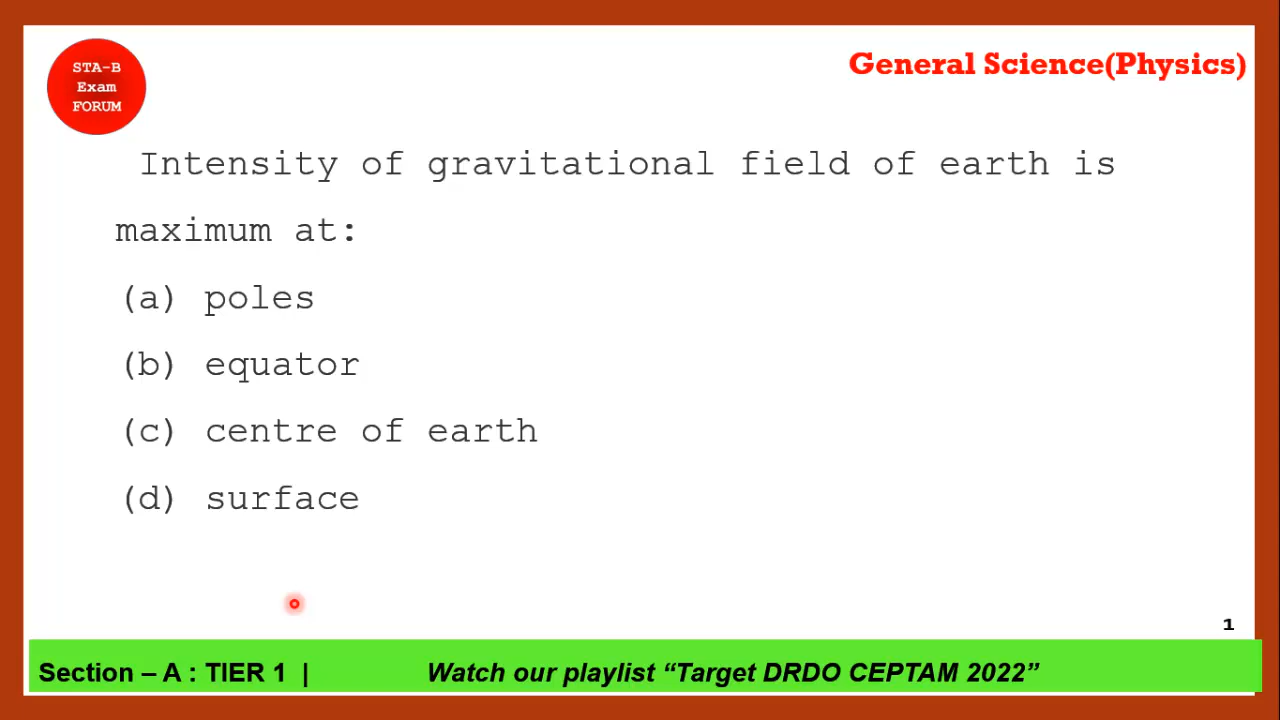 STA-B
Exam
FORUM
General Science(Physics)
Intensity of gravitational field of earth is
maximum at:
(a) poles
(b) equator
(c) centre of earth
(d) surface
1
Section – A : TIER 1 | Watch our playlist “Target DRDO CEPTAM 2022”